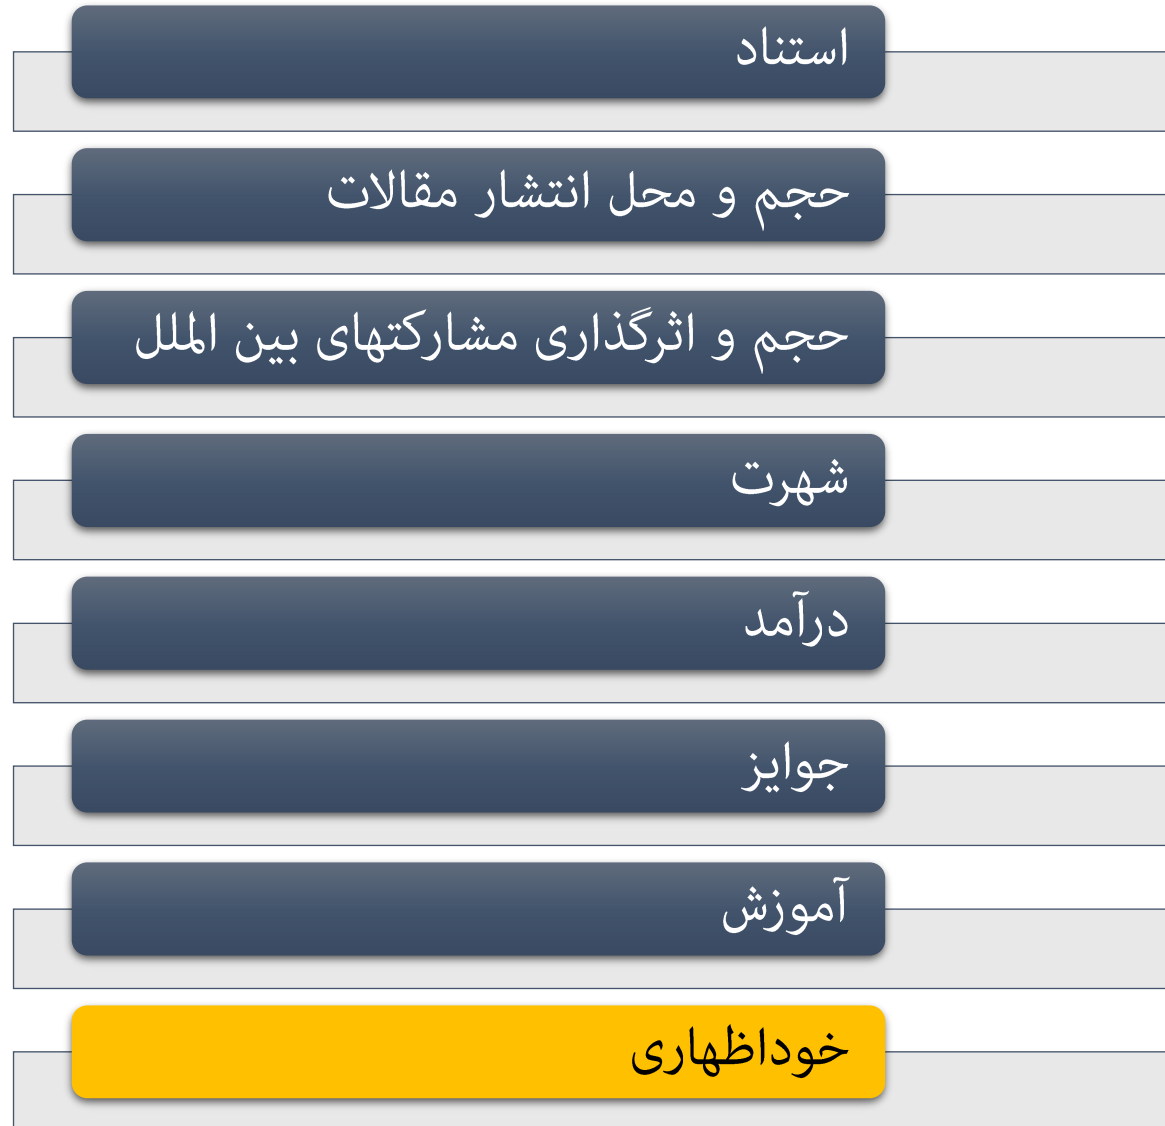 استناد
حجم و محل انتشار مقالات
حجم و اثرگذاری مشارکتهای بین الملل
شهرت
درآمد
جوایز
آموزش
خوداظهاری